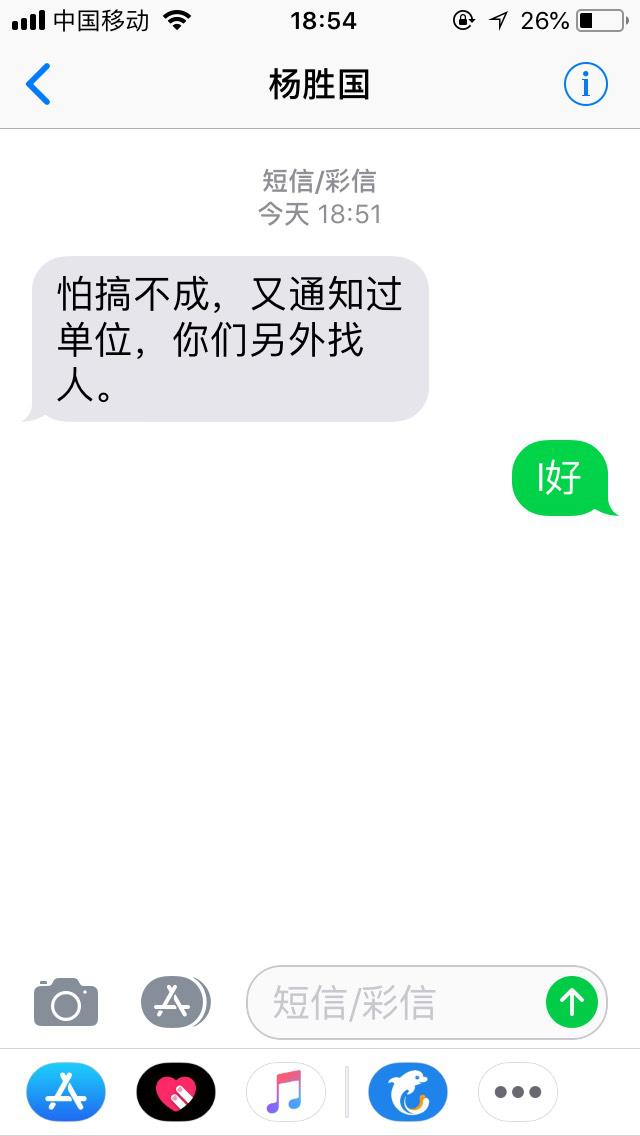 中国移动 18:54 26%
杨胜国
短信/彩信
今天 18:51
怕搞不成，又通知过
单位，你们另外找
人。
l好
短信/彩信